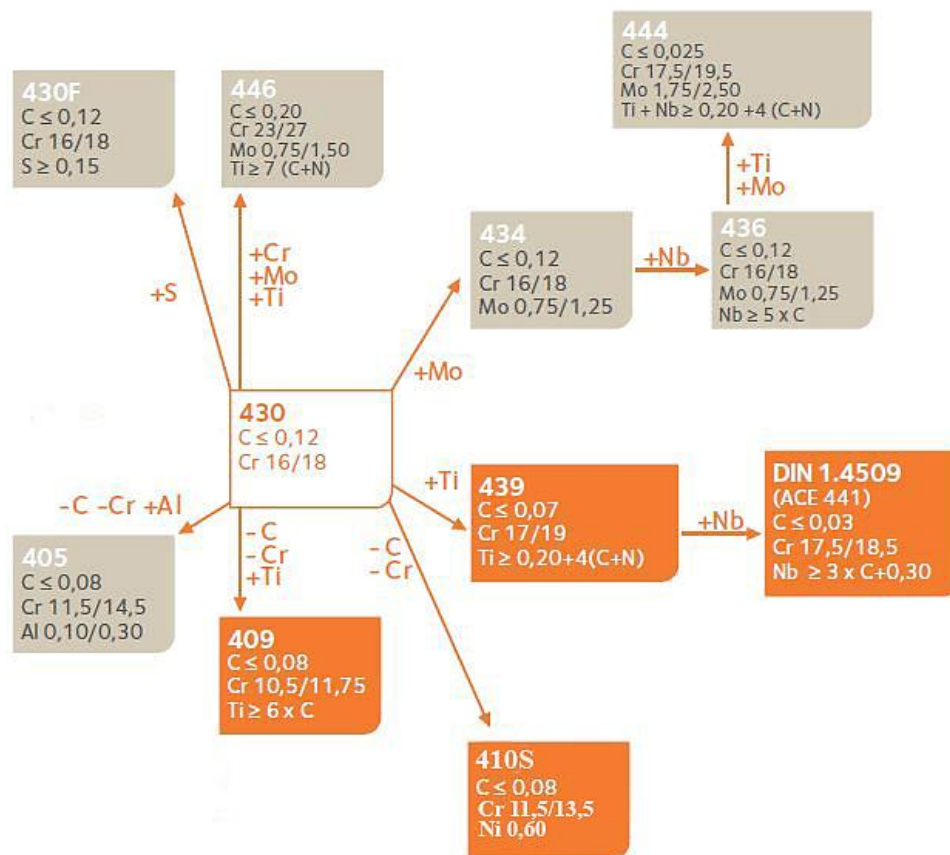 444
C ≤ 0,025
Cr 17,5/19,5
Mo 1,75/2,50
Ti + Nb ≥ 0,20 +4 (C+N)
430F
C ≤ 0,12
Cr 16/18
S ≥ 0,15
446
C ≤ 0,20
Cr 23/27
Mo 0,75/1,50
Ti ≥ 7 (C+N)
+Ti
+Mo
434
C ≤ 0,12
Cr 16/18
Mo 0,75/1,25
+Nb
436
C ≤ 0,12
Cr 16/18
Mo 0,75/1,25
Nb ≥ 5 x C
+S
+Cr
+Mo
+Ti
+Mo
430
C ≤ 0,12
Cr 16/18
-C -Cr +Al
405
C ≤ 0,08
Cr 11,5/14,5
Al 0,10/0,30
- C
- Cr
+Ti
409
C ≤ 0,08
Cr 10,5/11,75
Ti ≥ 6 x C
- C
- Cr
+Ti
439
C ≤ 0,07
Cr 17/19
Ti ≥ 0,20+4(C+N)
+Nb
DIN 1.4509
(ACE 441)
C ≤ 0,03
Cr 17,5/18,5
Nb ≥ 3 x C+0,30
410S
C ≤ 0,08
Cr 11,5/13,5
Ni 0,60